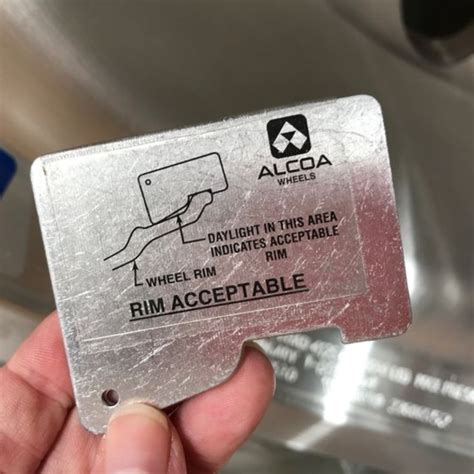 ALCOA
WHEELS
DAYLIGHT IN THIS AREA
INDICATES ACCEPTABLE
RIM
WHEEL RIM
RIM ACCEPTABLE